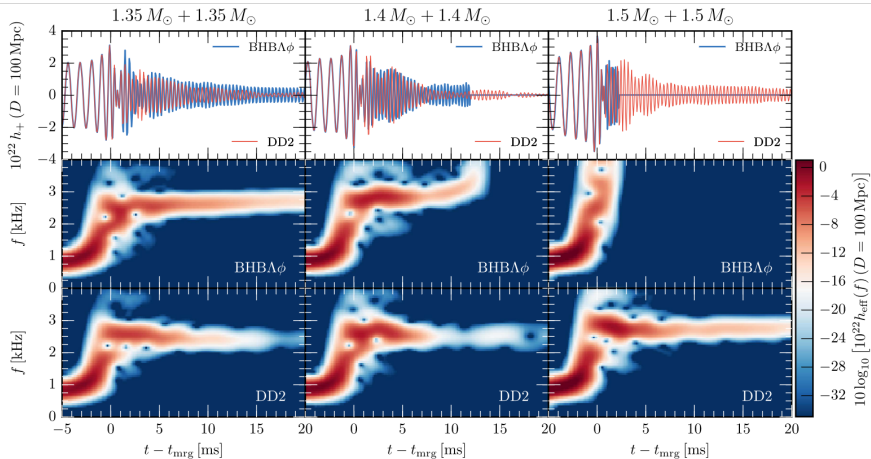 1.35 M⊙ + 1.35 M⊙ 1.4 M⊙ + 1.4 M⊙ 1.5 M⊙ + 1.5 M⊙
10²² h₊ (D = 100 Mpc)
4
2
0
−2
−4
BHBΛϕ
DD2
BHBΛϕ
DD2
BHBΛϕ
DD2
f [kHz]
3
2
1
0
BHBΛϕ
BHBΛϕ
BHBΛϕ
f [kHz]
3
2
1
0
DD2
DD2
DD2
−5 0 5 10 15 20 0 5 10 15 20 0 5 10 15 20
t − t_mrg [ms] t − t_mrg [ms] t − t_mrg [ms]
0
−4
−8
−12
−16
−20
−24
−28
−32
10 log₁₀ [10²² h_eff(f) (D = 100 Mpc)]